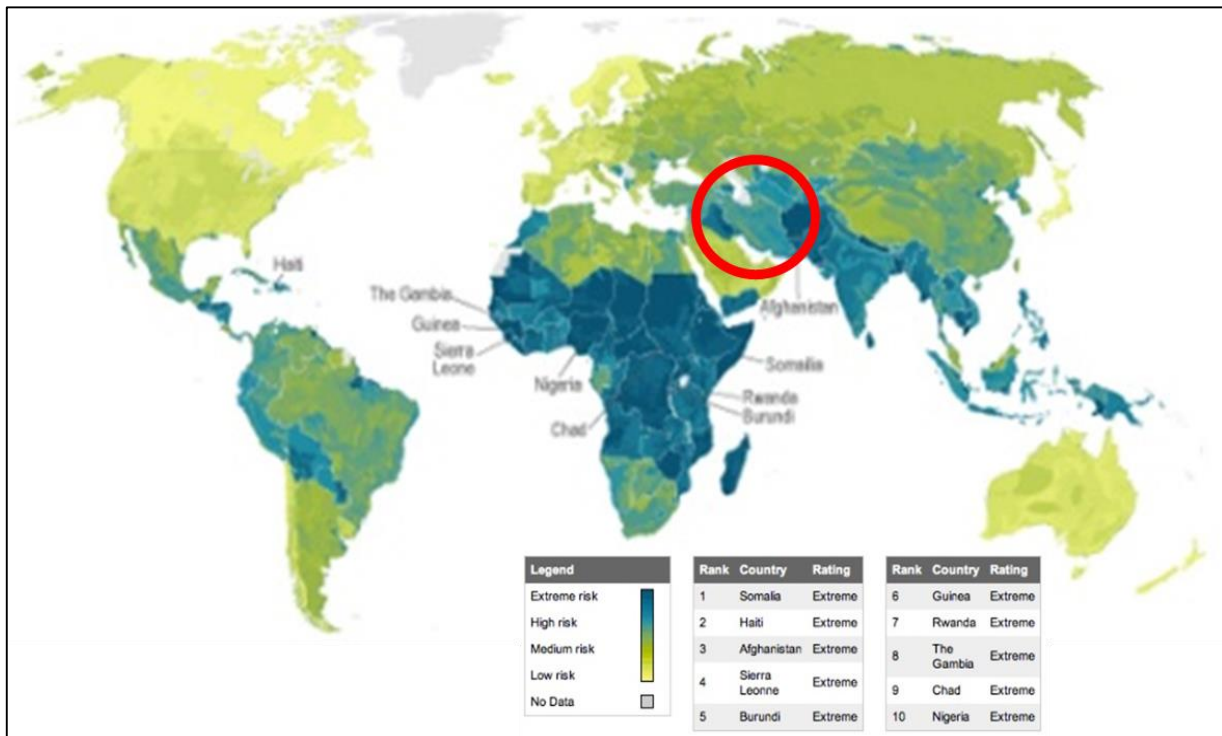 Haiti
The Gambia
Guinea
Sierra
Leone
Nigeria
Chad
Afghanistan
Somailia
Rwanda
Burundi
Legend
Extreme risk
High risk
Medium risk
Low risk
No Data
Rank Country Rating
1 Somalia Extreme
2 Haiti Extreme
3 Afghanistan Extreme
4 Sierra
Leonne Extreme
5 Burundi Extreme
Rank Country Rating
6 Guinea Extreme
7 Rwanda Extreme
8 The
Gambia Extreme
9 Chad Extreme
10 Nigeria Extreme